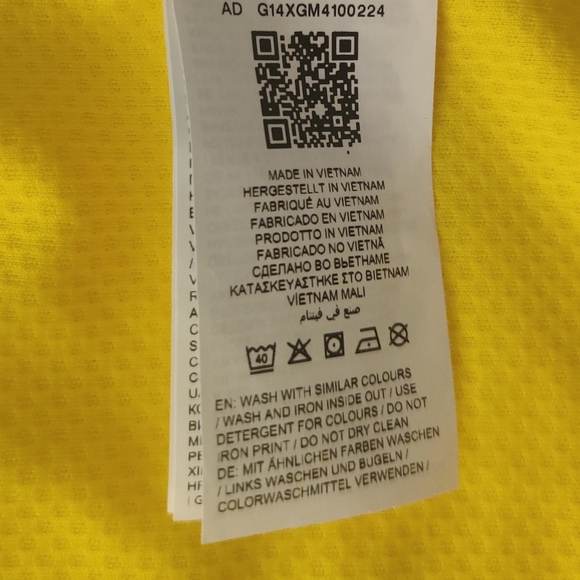 AD G14XGM4100224
MADE IN VIETNAM
HERGESTELLT IN VIETNAM
FABRIQUÉ AU VIETNAM
FABRICADO EN VIETNAM
PRODOTTO IN VIETNAM
FABRICADO NO VIETNÃ
СДЕЛАНО ВО ВЬЕТНАМЕ
ΚΑΤΑΣΚΕΥΑΣΤΗΚΕ ΣΤΟ ΒΙΕΤΝΑΜ
VİETNAM MALI
صنع في فيتنام
40
EN: WASH WITH SIMILAR COLOURS
/ WASH AND IRON INSIDE OUT / USE
DETERGENT FOR COLOURS / DO NOT
IRON PRINT / DO NOT DRY CLEAN
DE: MIT ÄHNLICHEN FARBEN WASCHEN
/ LINKS WASCHEN UND BUGELN /
COLORWASCHMITTEL VERWENDEN /